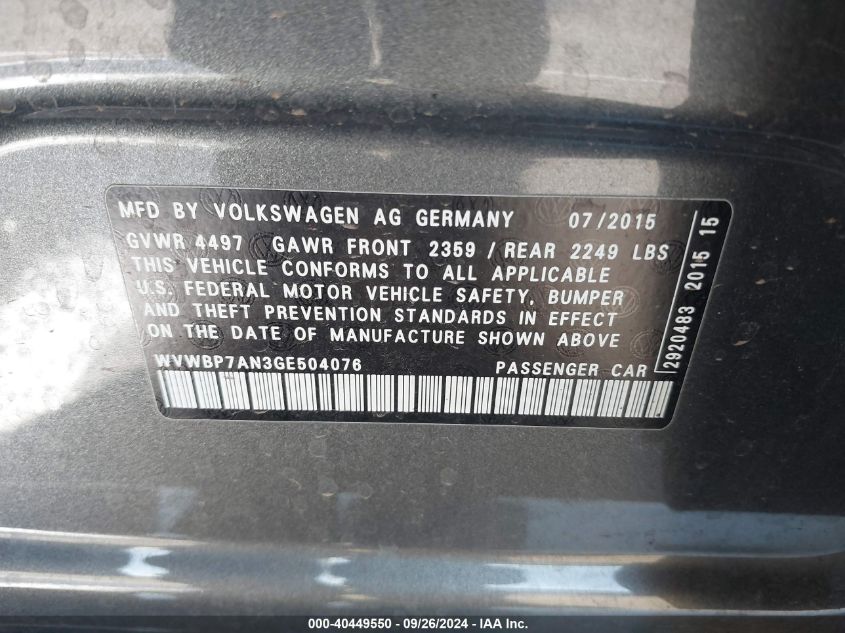 MFD BY VOLKSWAGEN AG GERMANY 07/2015
GVWR 4497 GAWR FRONT 2359 / REAR 2249 LBS
THIS VEHICLE CONFORMS TO ALL APPLICABLE
U.S. FEDERAL MOTOR VEHICLE SAFETY, BUMPER
AND THEFT PREVENTION STANDARDS IN EFFECT
ON THE DATE OF MANUFACTURE SHOWN ABOVE
WVWBP7AN3GE504076 PASSENGER CAR
2920483 2015 15
000-40449550 - 09/26/2024 - IAA Inc.